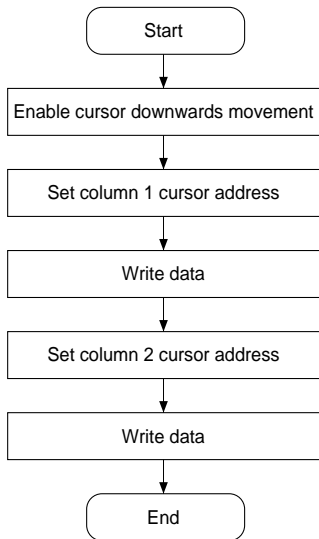 Start
Enable cursor downwards movement
Set column 1 cursor address
Write data
Set column 2 cursor address
Write data
End